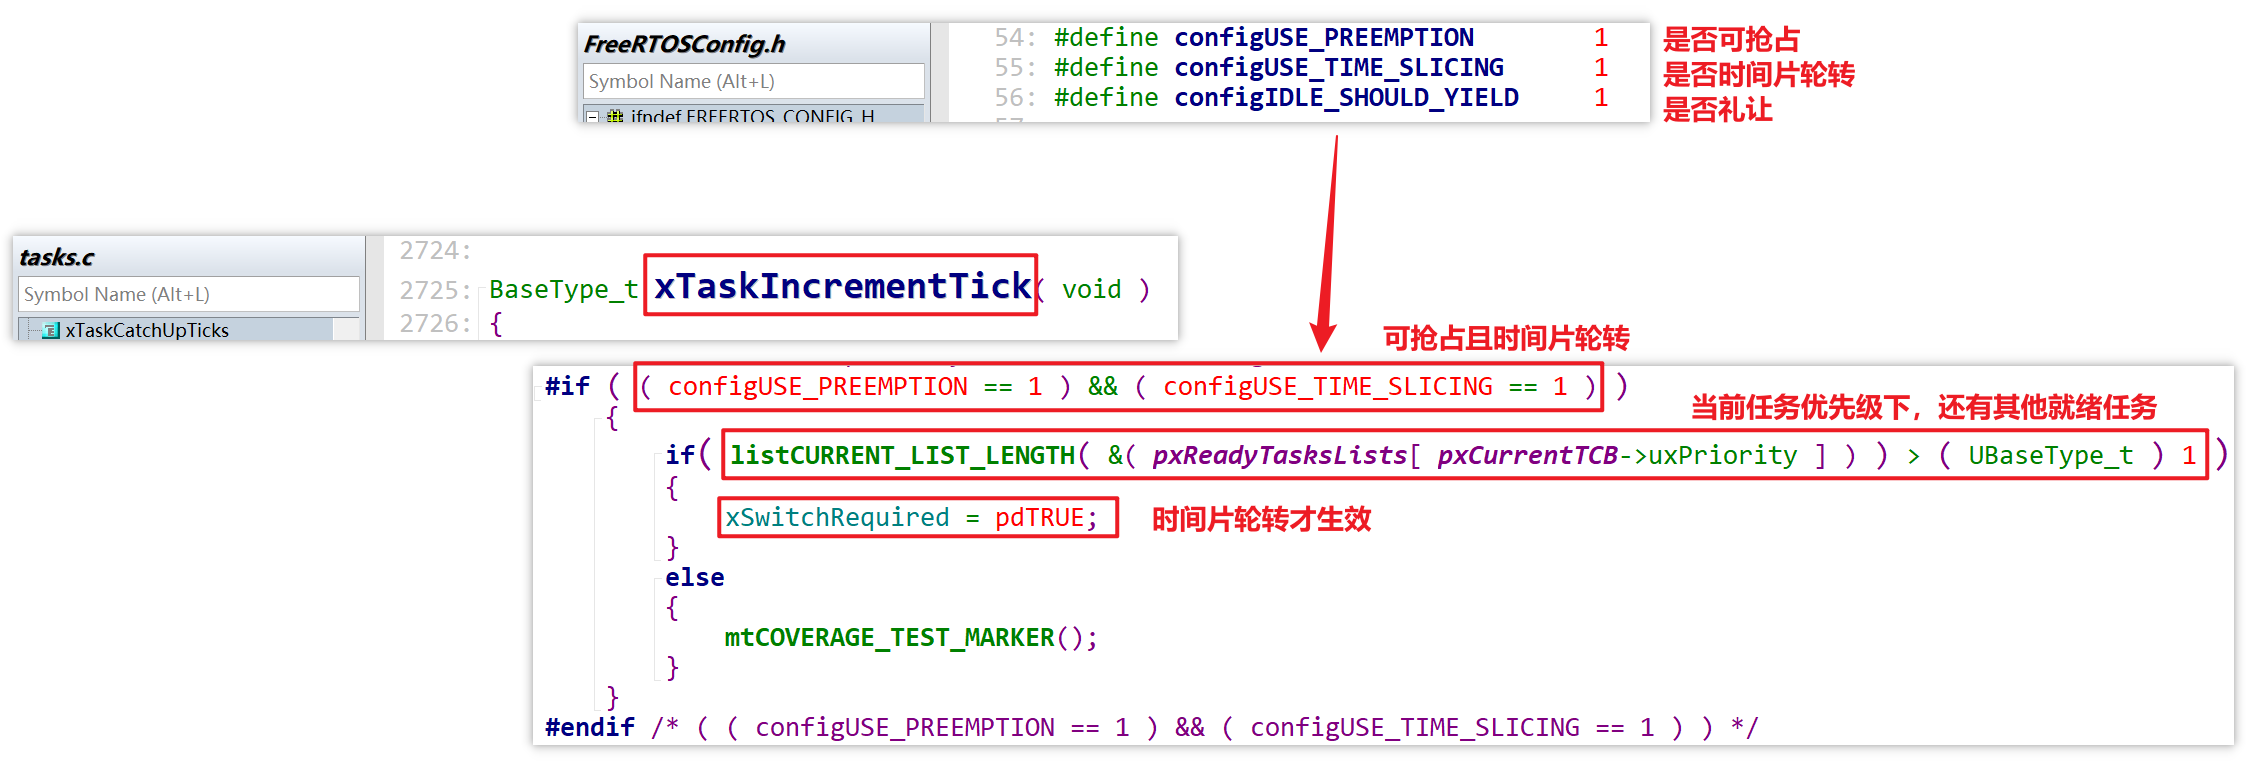 FreeRTOSConfig.h
Symbol Name (Alt+L)
ifndef FREERTOS_CONFIG_H
54: #define configUSE_PREEMPTION 1 是否可抢占
55: #define configUSE_TIME_SLICING 1 是否时间片轮转
56: #define configIDLE_SHOULD_YIELD 1 是否礼让
57
tasks.c
Symbol Name (Alt+L)
xTaskCatchUpTicks
2724:
2725: BaseType_t xTaskIncrementTick( void )
2726: {
可抢占且时间片轮转
#if ( ( configUSE_PREEMPTION == 1 ) && ( configUSE_TIME_SLICING == 1 ) )
{
当前任务优先级下，还有其他就绪任务
if( listCURRENT_LIST_LENGTH( &( pxReadyTasksLists[ pxCurrentTCB->uxPriority ] ) ) > ( UBaseType_t ) 1 )
{
xSwitchRequired = pdTRUE; 时间片轮转才生效
}
else
{
mtCOVERAGE_TEST_MARKER();
}
}
#endif /* ( ( configUSE_PREEMPTION == 1 ) && ( configUSE_TIME_SLICING == 1 ) ) */